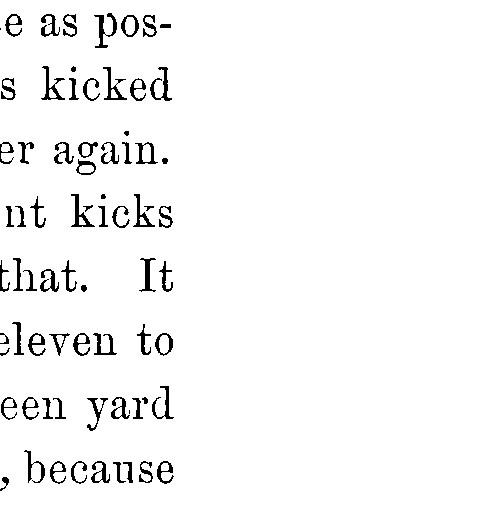 e as pos-
s kicked
er again.
nt kicks
that. It
eleven to
een yard
, because